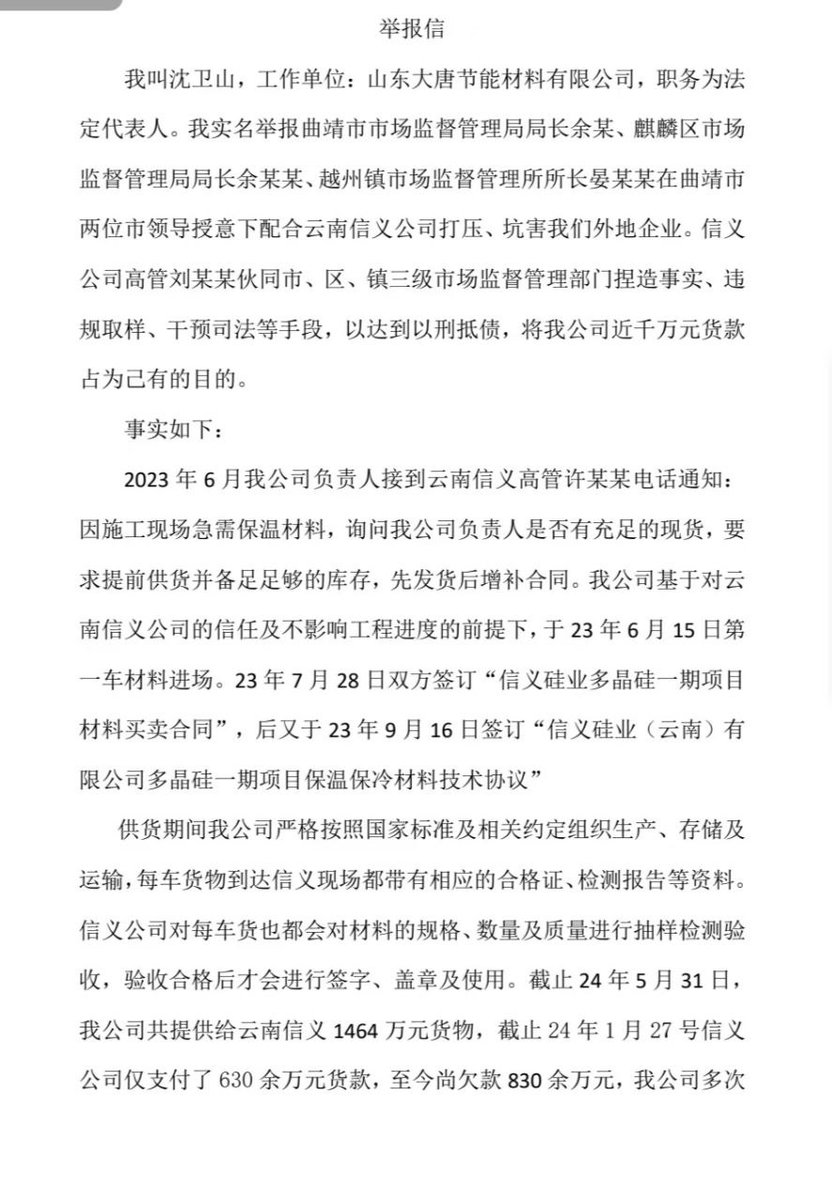 举报信
我叫沈卫山，工作单位：山东大唐节能材料有限公司，职务为法
定代表人。我实名举报曲靖市市场监督管理局局长余某、麒麟区市场
监督管理局局长余某某、越州镇市场监督管理所所长晏某某在曲靖市
两位市领导授意下配合云南信义公司打压、坑害我们外地企业。信义
公司高管刘某某伙同市、区、镇三级市场监督管理部门捏造事实、违
规取样、干预司法等手段，以达到以刑抵债，将我公司近千万元货款
占为己有的目的。
事实如下：
2023 年 6 月我公司负责人接到云南信义高管许某某电话通知：
因施工现场急需保温材料，询问我公司负责人是否有充足的现货，要
求提前供货并备足足够的库存，先发货后增补合同。我公司基于对云
南信义公司的信任及不影响工程进度的前提下，于 23 年 6 月 15 日第
一车材料进场。23 年 7 月 28 日双方签订“信义硅业多晶硅一期项目
材料买卖合同”，后又于 23 年 9 月 16 日签订“信义硅业（云南）有
限公司多晶硅一期项目保温保冷材料技术协议”
供货期间我公司严格按照国家标准及相关约定组织生产、存储及
运输，每车货物到达信义现场都带有相应的合格证、检测报告等资料。
信义公司对每车货也都会对材料的规格、数量及质量进行抽样检测验
收，验收合格后才会进行签字、盖章及使用。截止 24 年 5 月 31 日，
我公司共提供给云南信义 1464 万元货物，截止 24 年 1 月 27 号信义
公司仅支付了 630 余万元货款，至今尚欠款 830 余万元，我公司多次